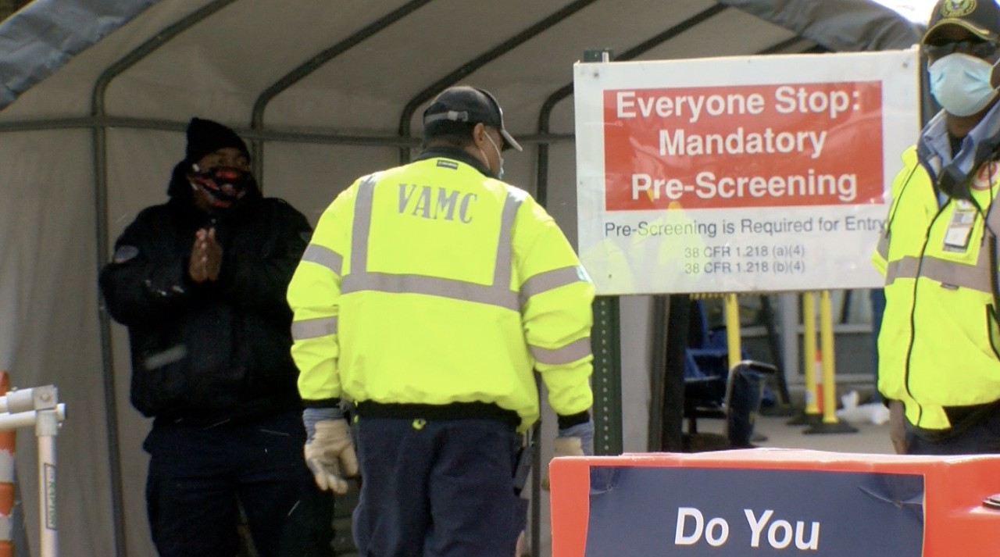 VAMC
Everyone Stop:
Mandatory
Pre-Screening
Pre-Screening is Required for Entry
38 CFR 1.218 (a)(4)
38 CFR 1.218 (b)(4)
Do You